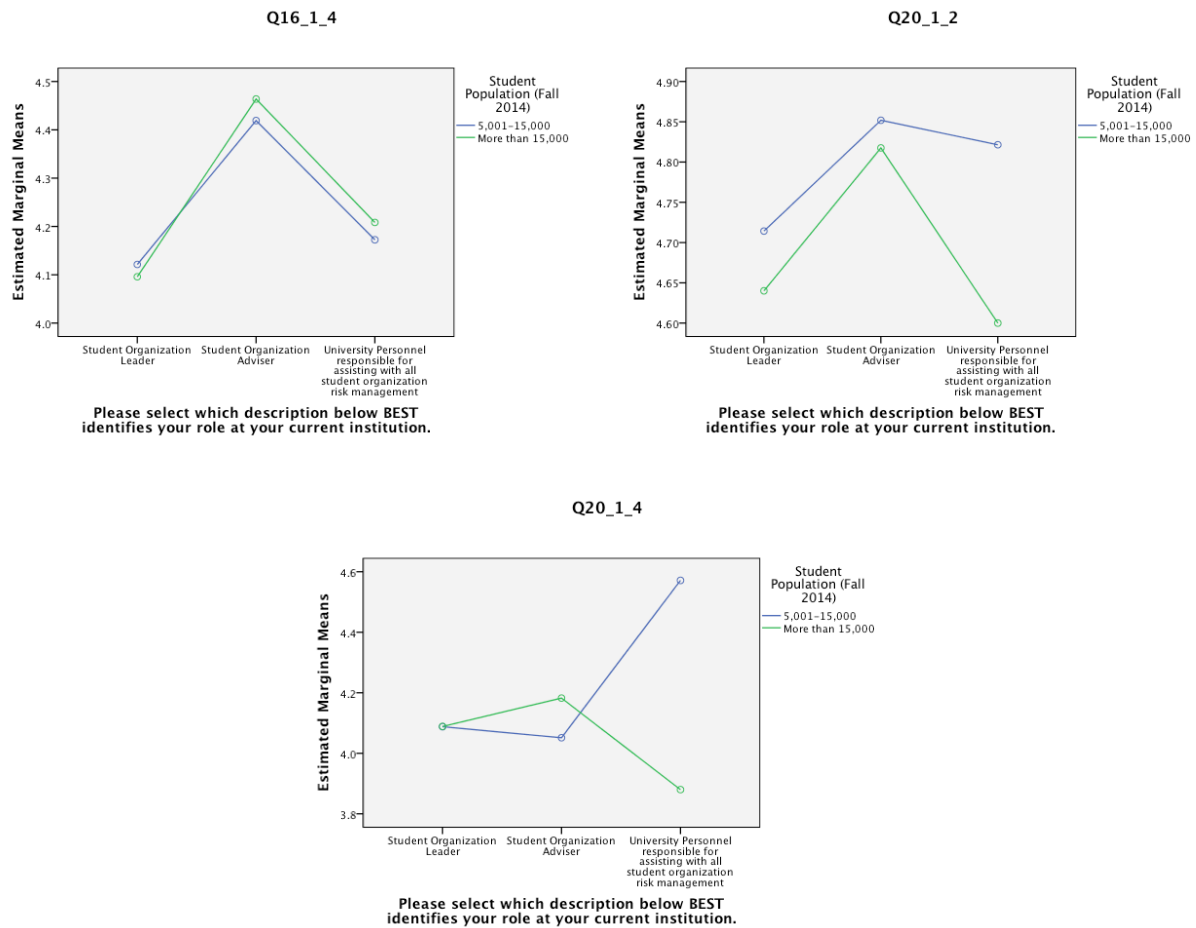 Q16_1_4
Estimated Marginal Means
4.5
4.4
4.3
4.2
4.1
4.0
Student Organization
Leader
Student Organization
Adviser
University Personnel
responsible for
assisting with all
student organization
risk management
Please select which description below BEST
identifies your role at your current institution.
Student
Population (Fall
2014)
5,001-15,000
More than 15,000
Q20_1_2
Estimated Marginal Means
4.90
4.85
4.80
4.75
4.70
4.65
4.60
Student Organization
Leader
Student Organization
Adviser
University Personnel
responsible for
assisting with all
student organization
risk management
Please select which description below BEST
identifies your role at your current institution.
Student
Population (Fall
2014)
5,001-15,000
More than 15,000
Q20_1_4
Estimated Marginal Means
4.6
4.4
4.2
4.0
3.8
Student Organization
Leader
Student Organization
Adviser
University Personnel
responsible for
assisting with all
student organization
risk management
Please select which description below BEST
identifies your role at your current institution.
Student
Population (Fall
2014)
5,001-15,000
More than 15,000